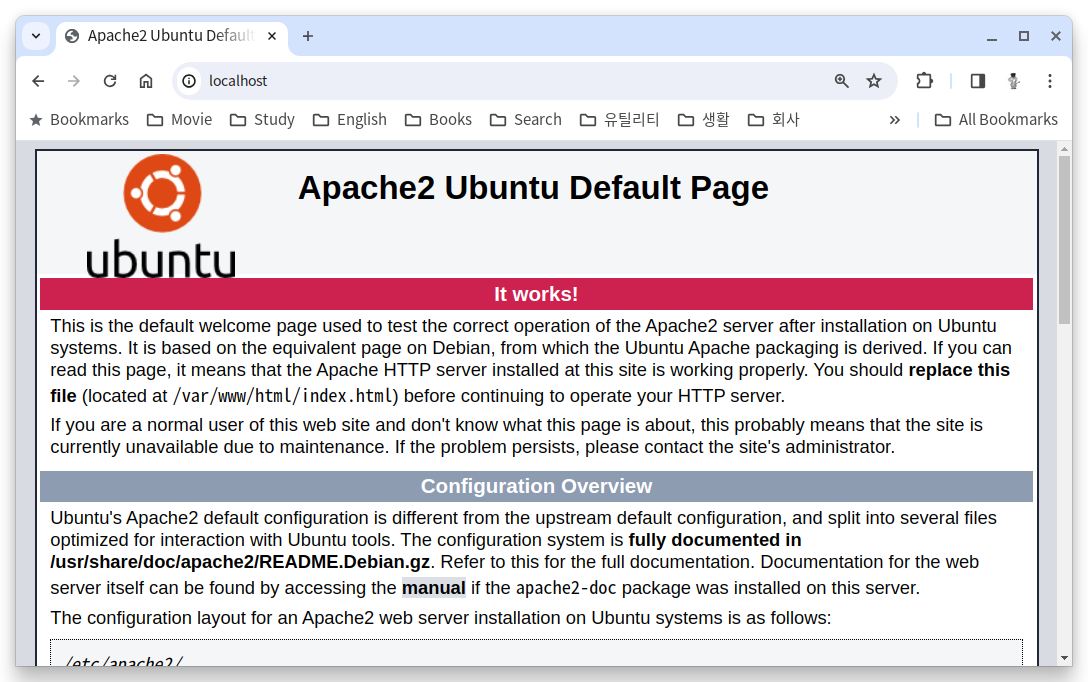 Apache2 Ubuntu Defaul
localhost
Bookmarks Movie Study English Books Search 유틸리티 생활 회사 » All Bookmarks
ubuntu
Apache2 Ubuntu Default Page
It works!
This is the default welcome page used to test the correct operation of the Apache2 server after installation on Ubuntu
systems. It is based on the equivalent page on Debian, from which the Ubuntu Apache packaging is derived. If you can
read this page, it means that the Apache HTTP server installed at this site is working properly. You should replace this
file (located at /var/www/html/index.html) before continuing to operate your HTTP server.
If you are a normal user of this web site and don't know what this page is about, this probably means that the site is
currently unavailable due to maintenance. If the problem persists, please contact the site's administrator.
Configuration Overview
Ubuntu's Apache2 default configuration is different from the upstream default configuration, and split into several files
optimized for interaction with Ubuntu tools. The configuration system is fully documented in
/usr/share/doc/apache2/README.Debian.gz. Refer to this for the full documentation. Documentation for the web
server itself can be found by accessing the manual if the apache2-doc package was installed on this server.
The configuration layout for an Apache2 web server installation on Ubuntu systems is as follows:
/etc/apache2/